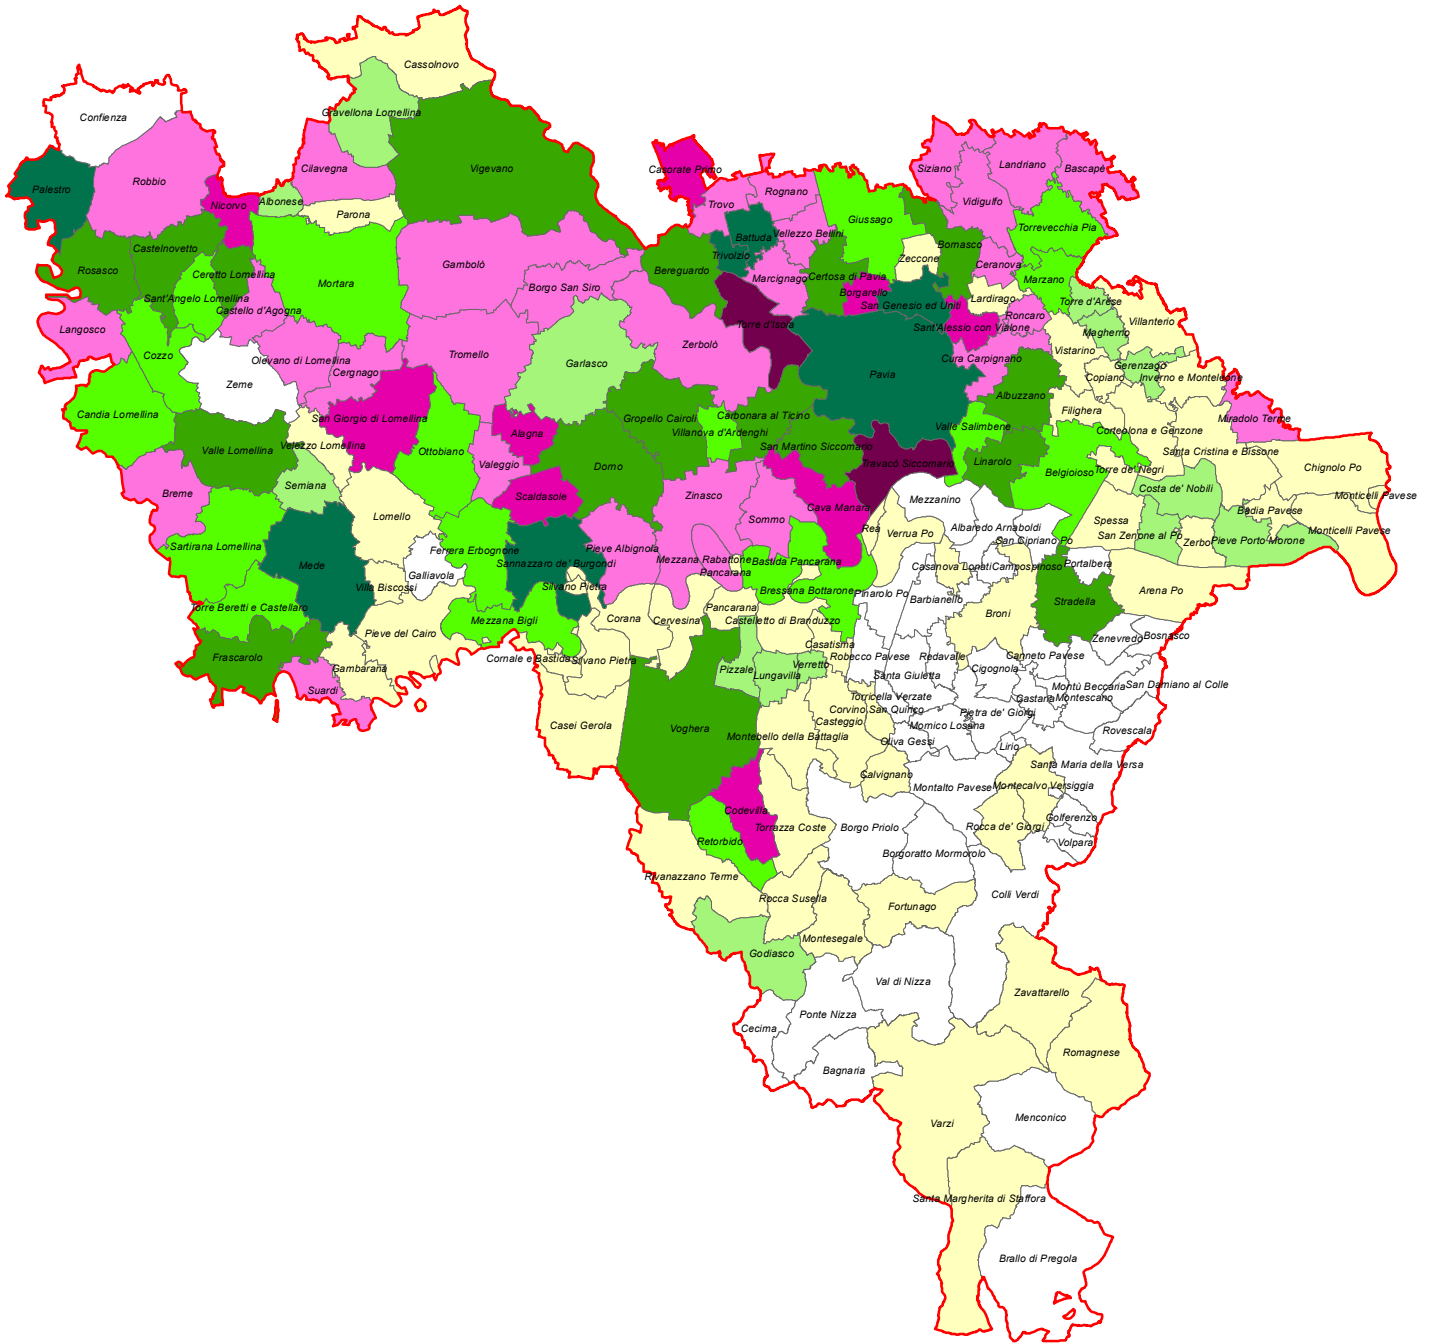 Cassolnovo
Gravellona Lomellina
Confienza
Vigevano
Cilavegna
Robbio
Palestro
Nicorvo
Albonese
Parona
Casorate Primo
Siziano
Landriano
Bascapè
Rognano
Trovo
Vidigulfo
Giussago
Torrevecchia Pia
Vellezzo Bellini
Battuda
Trivolzio
Bornasco
Zeccone
Castelnovetto
Rosasco
Ceretto Lomellina
Gambolò
Bereguardo
Marcignago
Certosa di Pavia
Ceranova
Marzano
Mortara
Borgo San Siro
Borgarello
San Genesio ed Uniti
Lardirago
Torre d'Arese
Sant'Angelo Lomellina
Castello d'Agogna
Langosco
Torre d'Isola
Sant'Alessio con Vialone
Roncaro
Villanterio
Magherno
Zerbolò
Cozzo
Olevano di Lomellina
Tromello
Garlasco
Cura Carpignano
Vistarino
Gerenzago
Cergnago
Zeme
Pavia
Copiano
Inverno e Monteleone
Albuzzano
Candia Lomellina
San Giorgio di Lomellina
Gropello Cairoli
Carbonara al Ticino
Filighera
Miradolo Terme
Villanova d'Ardenghi
Alagna
Valle Salimbene
Corteolona e Genzone
Velezzo Lomellina
Valle Lomellina
Ottobiano
San Martino Siccomario
Santa Cristina e Bissone
Valeggio
Dorno
Travacò Siccomario
Linarolo
Belgioioso
Torre de' Negri
Chignolo Po
Semiana
Breme
Scaldasole
Zinasco
Costa de' Nobili
Mezzanino
Monticelli Pavese
Cava Manara
Badia Pavese
Lomello
Sommo
Rea
Verrua Po
Albaredo Arnaboldi
Spessa
Monticelli Pavese
San Zenone al Po
San Cipriano Po
Zerbo
Pieve Porto Morone
Sartirana Lomellina
Ferrera Erbognone
Pieve Albignola
Mezzana Rabattone
Bastida Pancarana
Sannazzaro de' Burgondi
Mede
Galliavola
Pancarana
Casanova Lonati
Campospinoso
Portalbera
Villa Biscossi
Silvano Pietra
Bressana Bottarone
Pinarolo Po
Barbianello
Stradella
Arena Po
Torre Beretti e Castellaro
Pancarana
Broni
Mezzana Bigli
Corana
Cervesina
Castelletto di Branduzzo
Pieve del Cairo
Casatisma
Zenevredo
Bosnasco
Frascarolo
Cornale e Bastida
Silvano Pietra
Robecco Pavese
Redavalle
Canneto Pavese
Gambarana
Pizzale
Verretto
Lungavilla
Santa Giuletta
Cigognola
Suardi
Montù Beccaria
San Damiano al Colle
Torricella Verzate
Castana
Montescano
Corvino San Quirico
Pietra de' Giorgi
Casei Gerola
Voghera
Casteggio
Mornico Losana
Rovescala
Montebello della Battaglia
Oliva Gessi
Lirio
Santa Maria della Versa
Calvignano
Montalto Pavese
Montecalvo Versiggia
Codevilla
Golferenzo
Torrazza Coste
Borgo Priolo
Rocca de' Giorgi
Retorbido
Volpara
Borgoratto Mormorolo
Rivanazzano Terme
Colli Verdi
Rocca Susella
Fortunago
Montesegale
Godiasco
Val di Nizza
Zavattarello
Ponte Nizza
Cecima
Romagnese
Bagnaria
Varzi
Menconico
Santa Margherita di Staffora
Brallo di Pregola